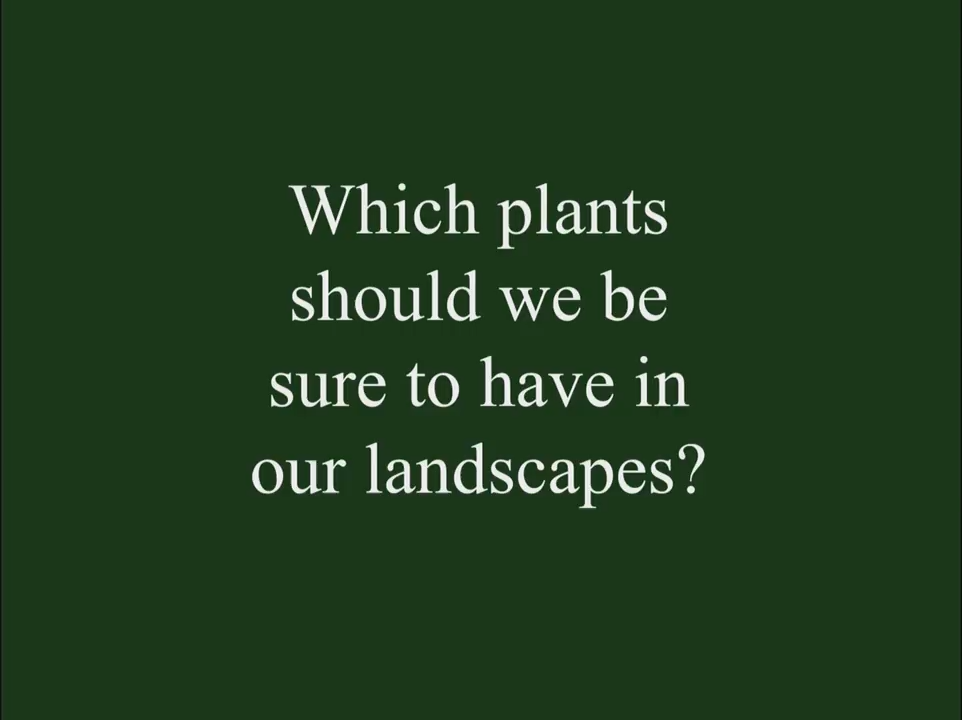 Which plants
should we be
sure to have in
our landscapes?